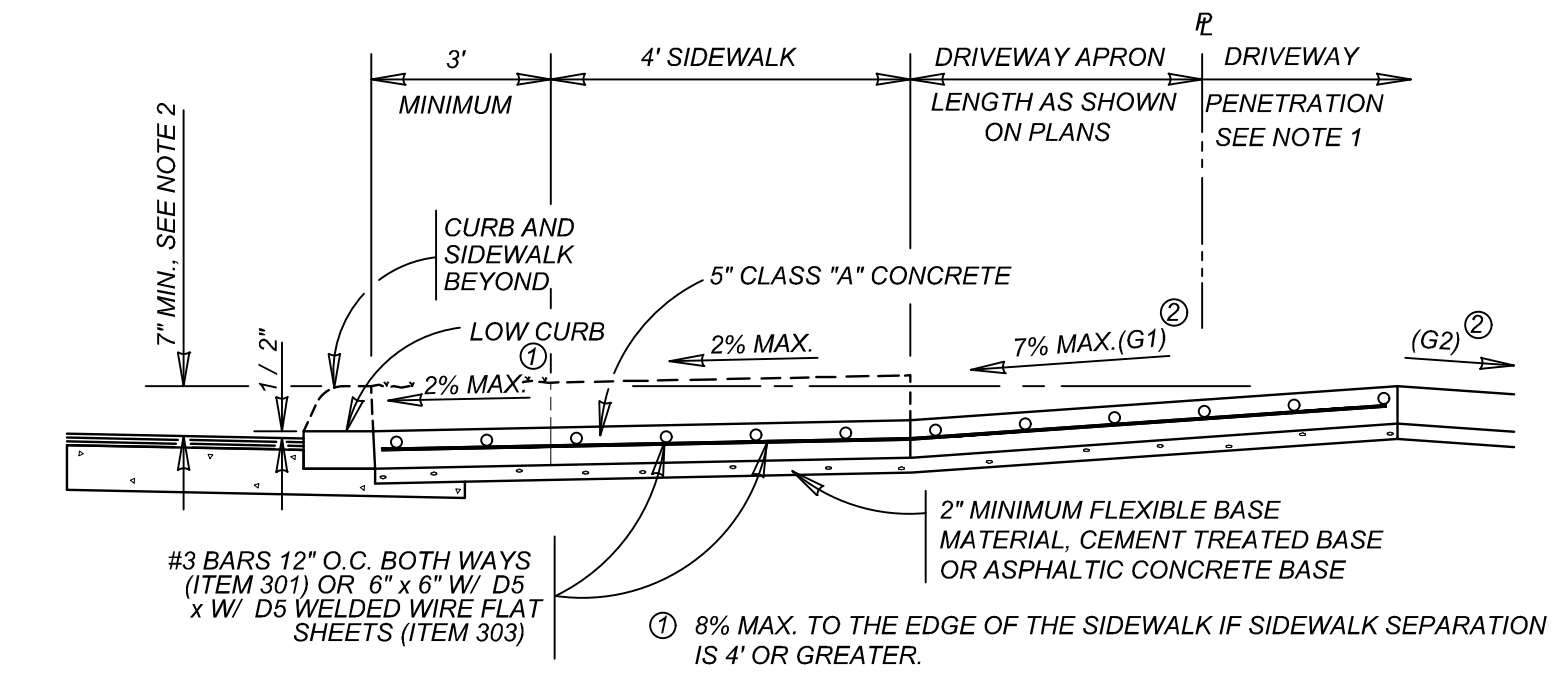 ℄
3'
4' SIDEWALK
DRIVEWAY APRON
DRIVEWAY
MINIMUM
LENGTH AS SHOWN
ON PLANS
PENETRATION
SEE NOTE 1
7" MIN., SEE NOTE 2
1 / 2"
CURB AND
SIDEWALK
BEYOND
LOW CURB
5" CLASS "A" CONCRETE
① 2% MAX.
2% MAX.
7% MAX.(G1) ②
(G2) ②
2" MINIMUM FLEXIBLE BASE
MATERIAL, CEMENT TREATED BASE
OR ASPHALTIC CONCRETE BASE
#3 BARS 12" O.C. BOTH WAYS
(ITEM 301) OR 6" x 6" W/ D5
x W/ D5 WELDED WIRE FLAT
SHEETS (ITEM 303)
① 8% MAX. TO THE EDGE OF THE SIDEWALK IF SIDEWALK SEPARATION
IS 4' OR GREATER.